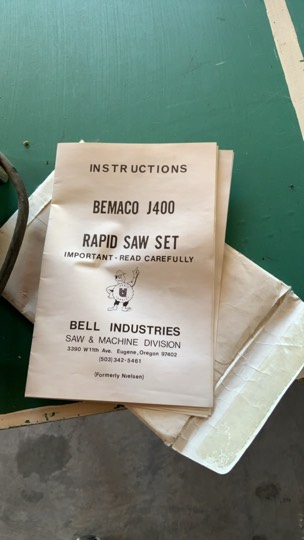 INSTRUCTIONS
BEMACO J400
RAPID SAW SET
IMPORTANT - READ CAREFULLY
BELL INDUSTRIES
SAW & MACHINE DIVISION
3390 W 11th Ave. Eugene, Oregon 97402
(503) 342-5461
(Formerly Nielsen)